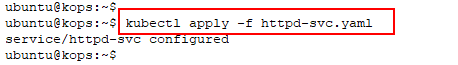 ubuntu@kops:~$
ubuntu@kops:~$ kubectl apply -f httpd-svc.yaml
service/httpd-svc configured
ubuntu@kops:~$